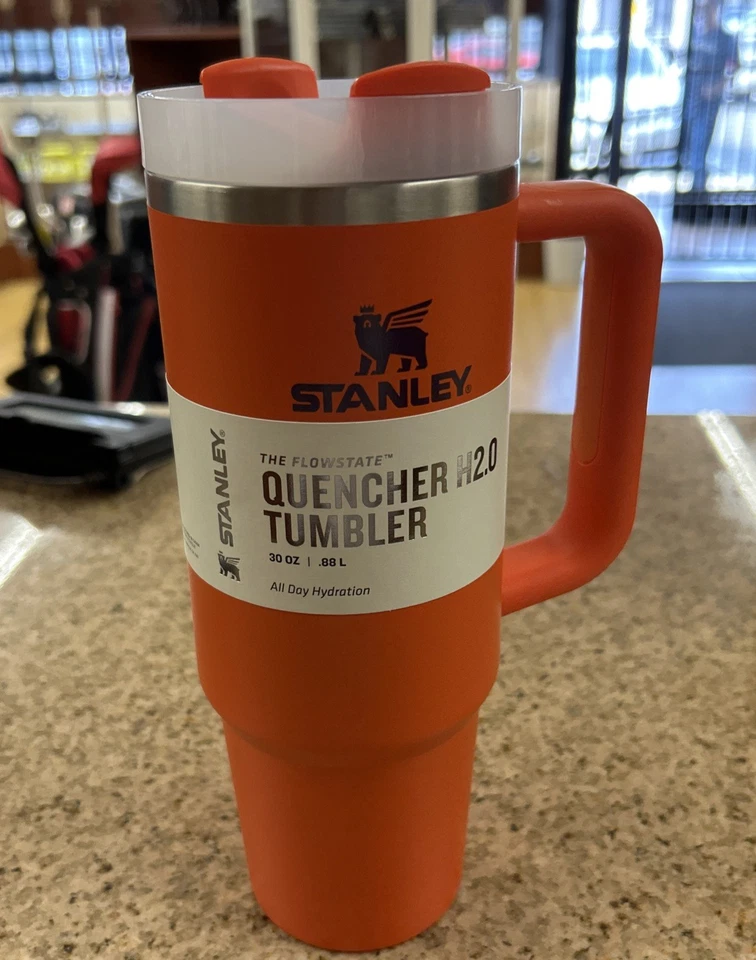 STANLEY®
STANLEY®
THE FLOWSTATE™
QUENCHER H2.0
TUMBLER
30 OZ | .88 L
All Day Hydration